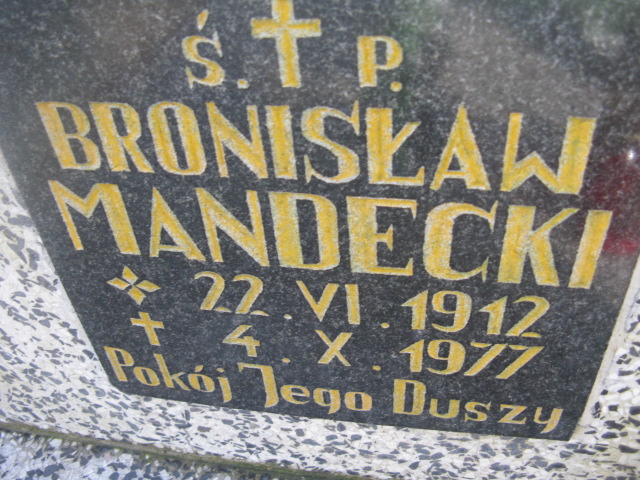 Ś. P.
BRONISŁAW
MANDECKI
22.VI.1912
4.X.1977
Pokój Jego Duszy